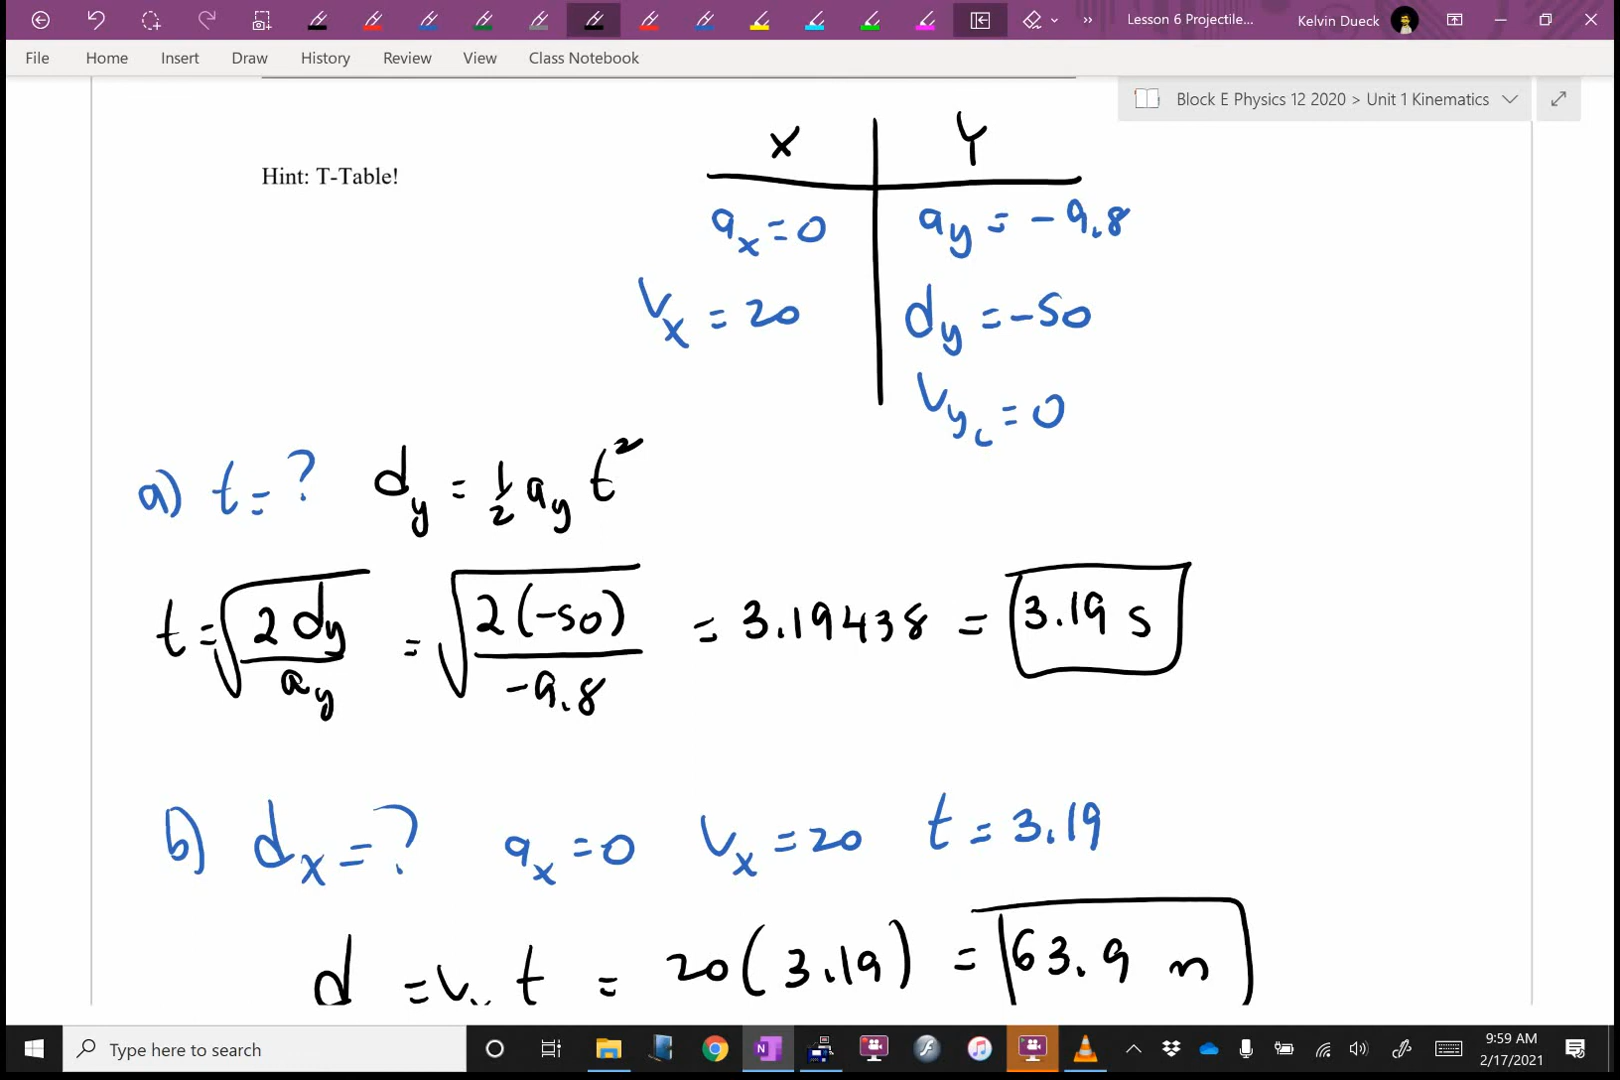 Lesson 6 Projectile...
Kelvin Dueck
File Home Insert Draw History Review View Class Notebook
Block E Physics 12 2020 > Unit 1 Kinematics
Hint: T-Table!
X Y
ax = 0 ay = -9.8
vx = 20 dy = -50
vyi = 0
a) t = ? dy = 1/2 ay t²
t = √(2dy/ay) = √(2(-50)/-9.8) = 3.19438 = 3.19 s
b) dx = ? ax = 0 vx = 20 t = 3.19
d = vx t = 20(3.19) = 63.9 m
Type here to search
9:59 AM
2/17/2021